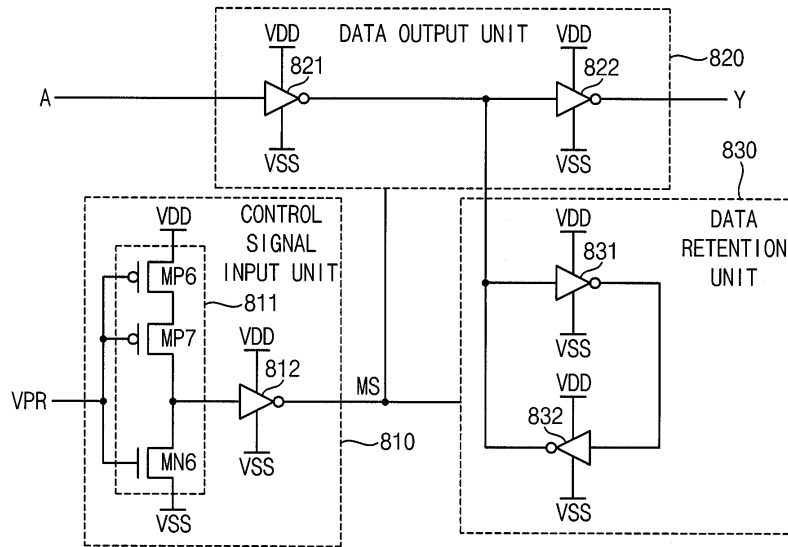 DATA OUTPUT UNIT
VDD
821
VDD
822
820
A
Y
VSS
VSS
830
CONTROL
SIGNAL
INPUT UNIT
VDD
MP6
811
MP7
VPR
MN6
VSS
VDD
812
VSS
MS
810
DATA
RETENTION
UNIT
VDD
831
VSS
VDD
832
VSS